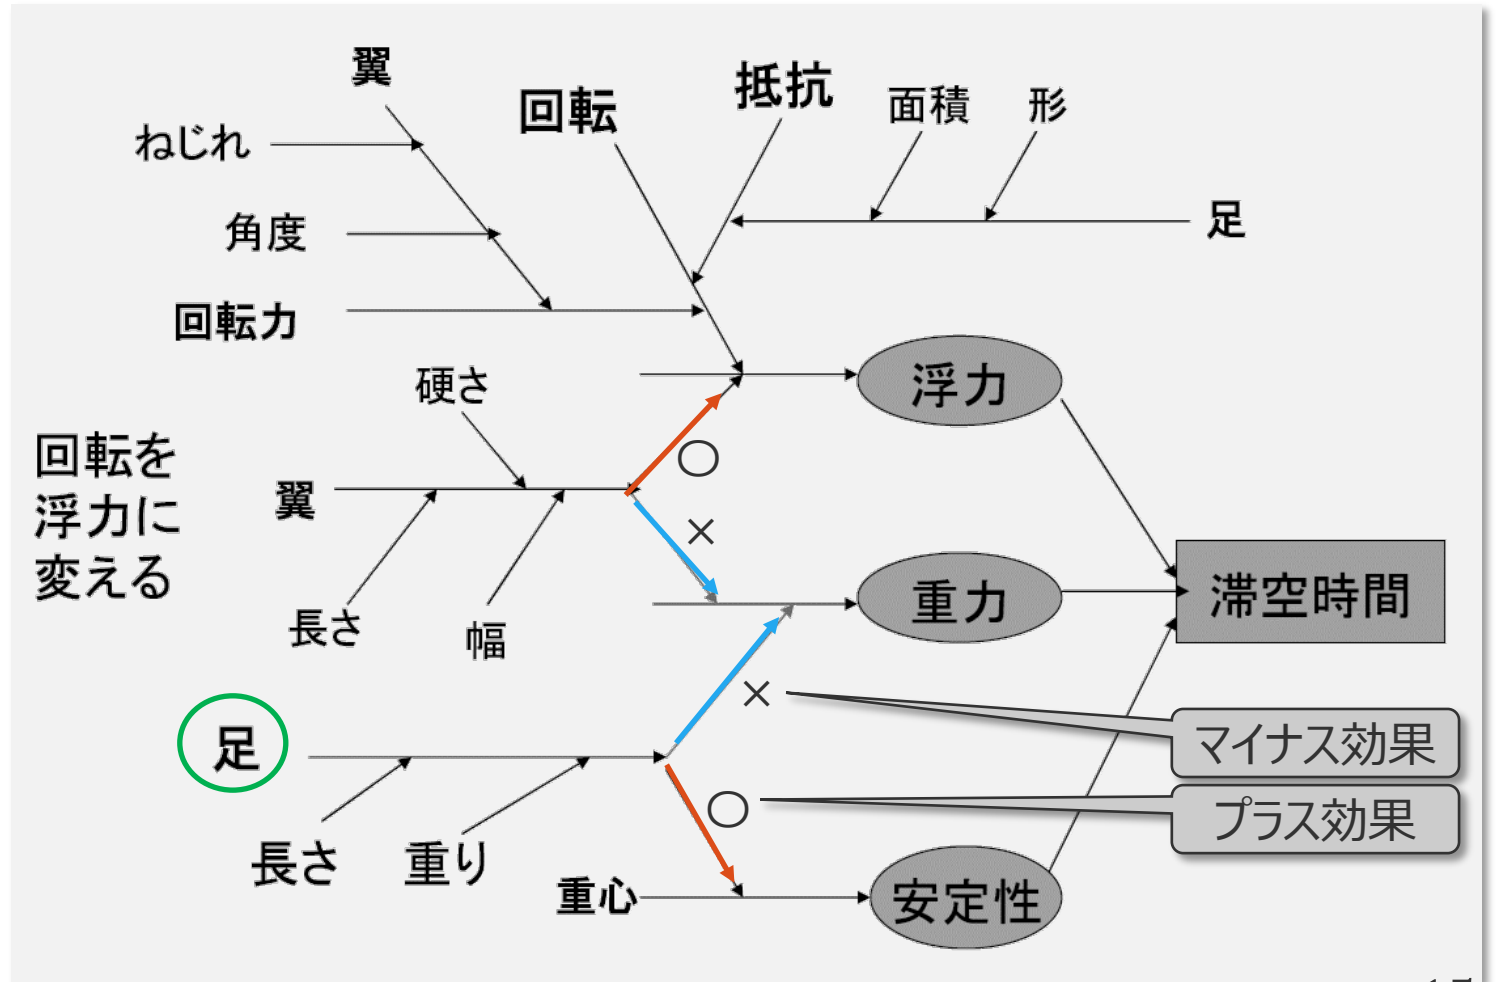 翼
回転
抵抗
面積
形
ねじれ
足
角度
回転力
硬さ
浮力
回転を
浮力に
変える
翼
○
×
長さ
幅
重力
滞空時間
足
×
マイナス効果
プラス効果
○
長さ
重り
重心
安定性